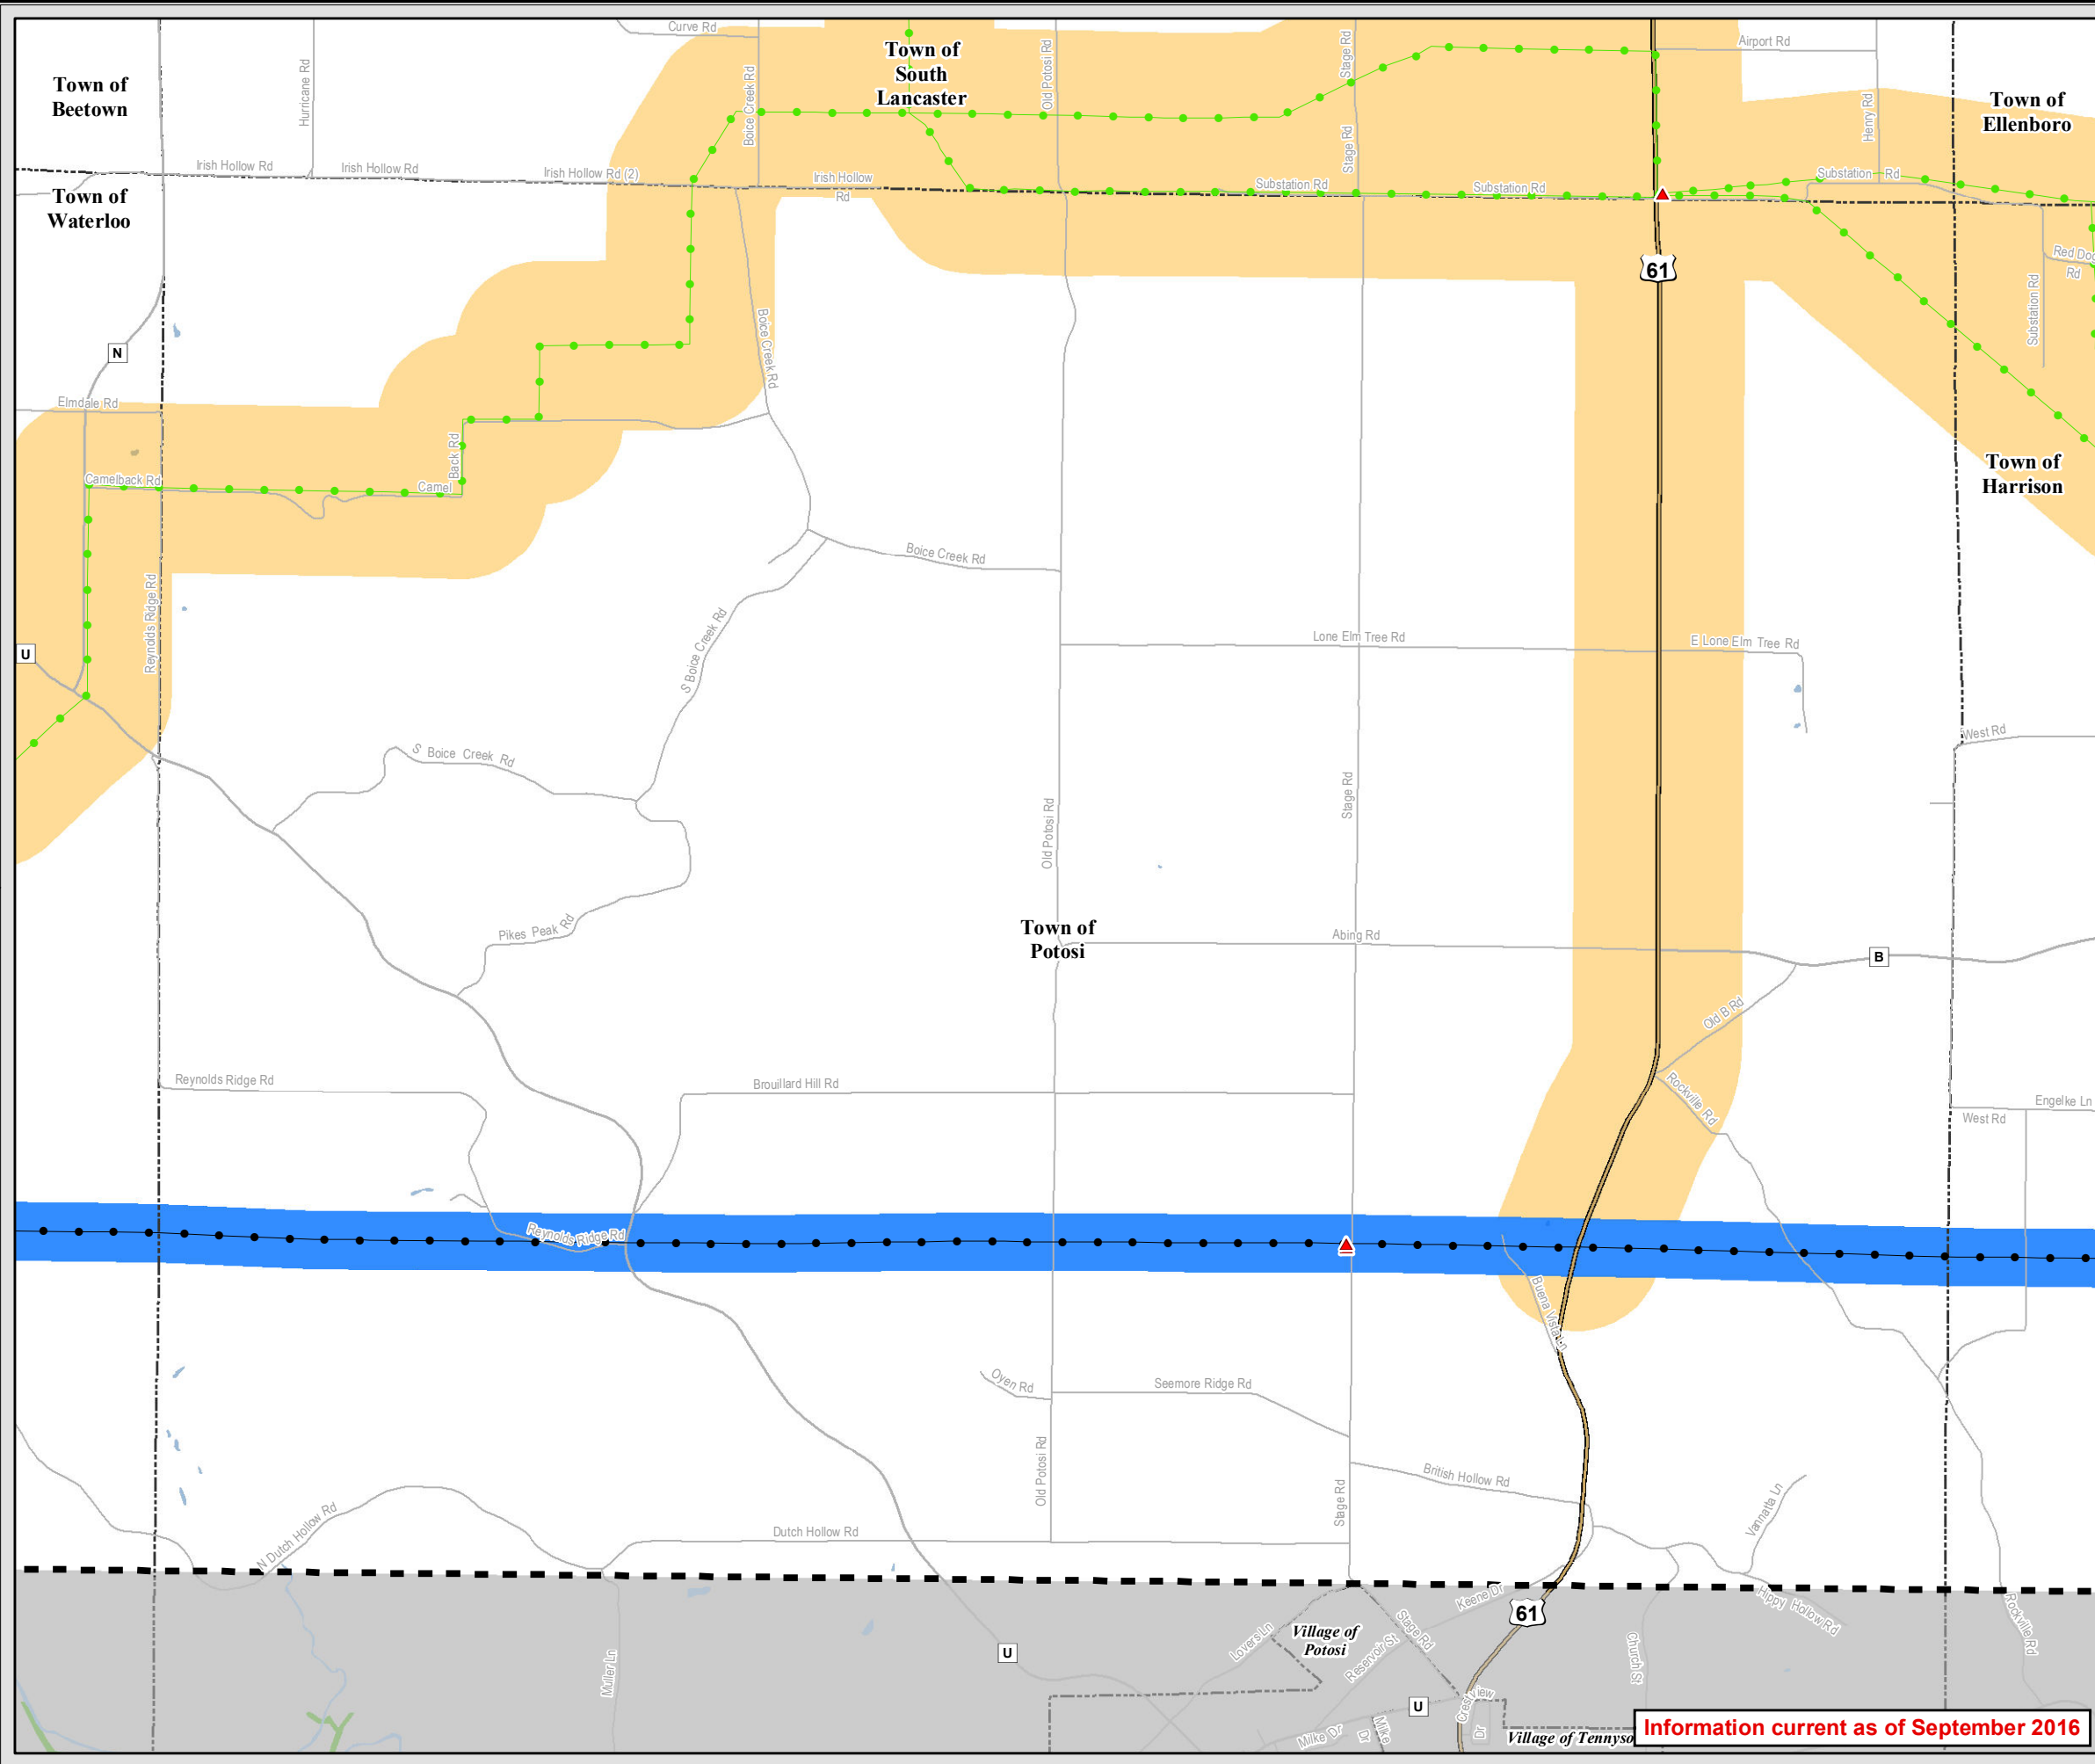 Curve Rd
Town of
South
Lancaster
Old Potosi Rd
Stage Rd
Airport Rd
Town of
Beetown
Hurricane Rd
Boice Creek Rd
Henry Rd
Town of
Ellenboro
Stage Rd
Irish Hollow Rd
Irish Hollow Rd
Irish Hollow Rd (2)
Irish Hollow
Rd
Substation Rd
Substation Rd
Substation Rd
Town of
Waterloo
61
Red Dog
Rd
Substation Rd
N
Boice Creek Rd
Elmdale Rd
Back Rd
Camelback Rd
Camel
Town of
Harrison
Boice Creek Rd
Reynolds Ridge Rd
S Boice Creek Rd
Lone Elm Tree Rd
E Lone Elm Tree Rd
U
West Rd
S Boice Creek Rd
Stage Rd
Old Potosi Rd
Pikes Peak Rd
Town of
Potosi
Abing Rd
B
Old B Rd
Reynolds Ridge Rd
Brouillard Hill Rd
Rockville Rd
Engelke Ln
West Rd
Reynolds Ridge Rd
Buena Vista Ln
Oyen Rd
Seemore Ridge Rd
Old Potosi Rd
British Hollow Rd
Stage Rd
Vannatta Ln
N Dutch Hollow Rd
Dutch Hollow Rd
Keene Dr
Hippy Hollow Rd
61
Rockville Rd
Lovers Ln
Village of
Potosi
Stage Rd
Reservoir St
Church St
Muller Ln
U
U
Crestview
Dr
Mike Dr
Mike
Dr
Village of Tennyso
Information current as of September 2016